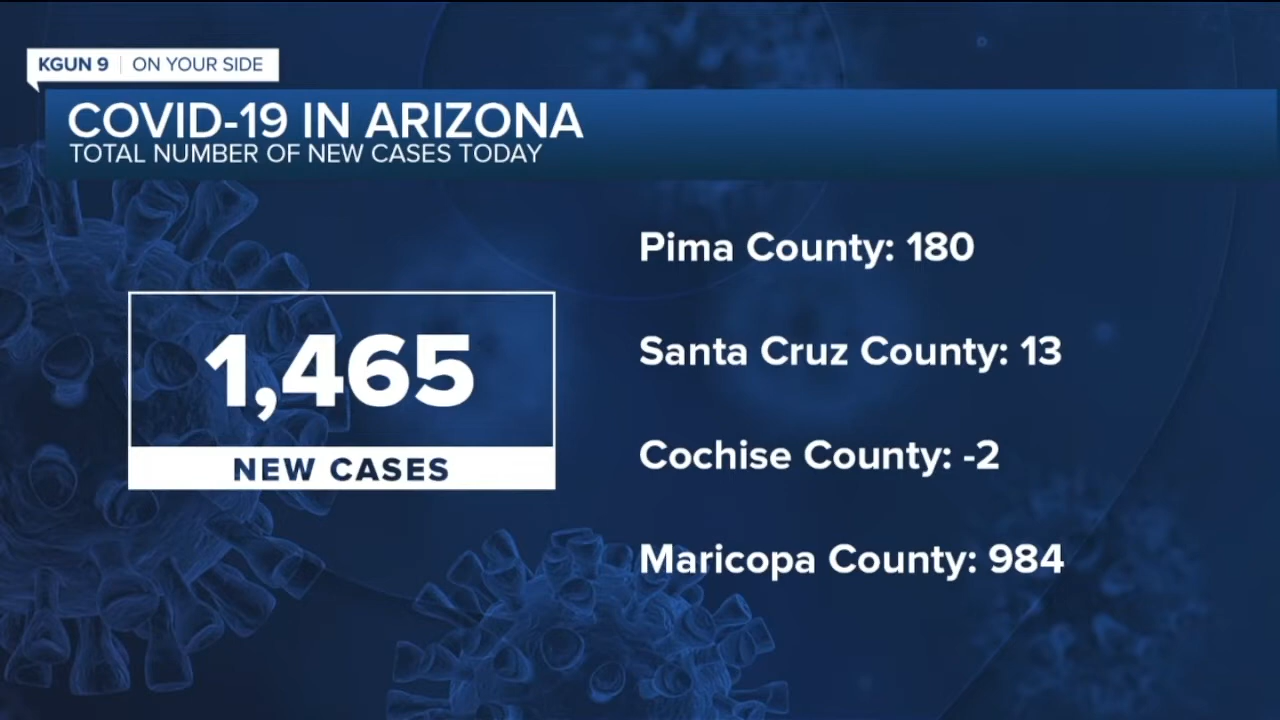 KGUN 9 | ON YOUR SIDE
COVID-19 IN ARIZONA
TOTAL NUMBER OF NEW CASES TODAY
1,465
NEW CASES
Pima County: 180
Santa Cruz County: 13
Cochise County: -2
Maricopa County: 984